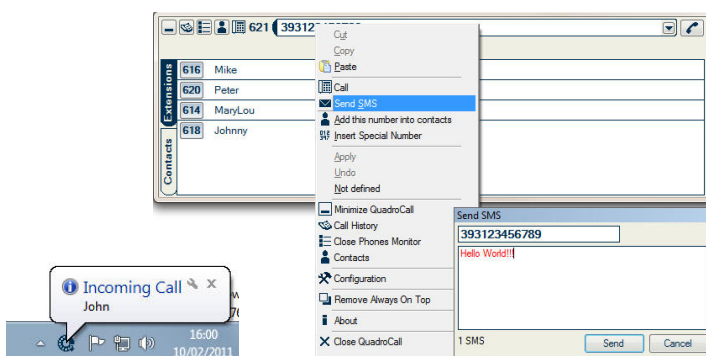 621
616 Mike
620 Peter
614 MaryLou
618 Johnny
Extensions
Contacts
Cut
Copy
Paste
Call
Send SMS
Add this number into contacts
Insert Special Number
Apply
Undo
Not defined
Minimize QuadroCall
Call History
Close Phones Monitor
Contacts
Configuration
Remove Always On Top
About
Close QuadroCall
Send SMS
393123456789
Hello World!!!
1 SMS
Send
Cancel
Incoming Call
John
16:00
10/02/2011